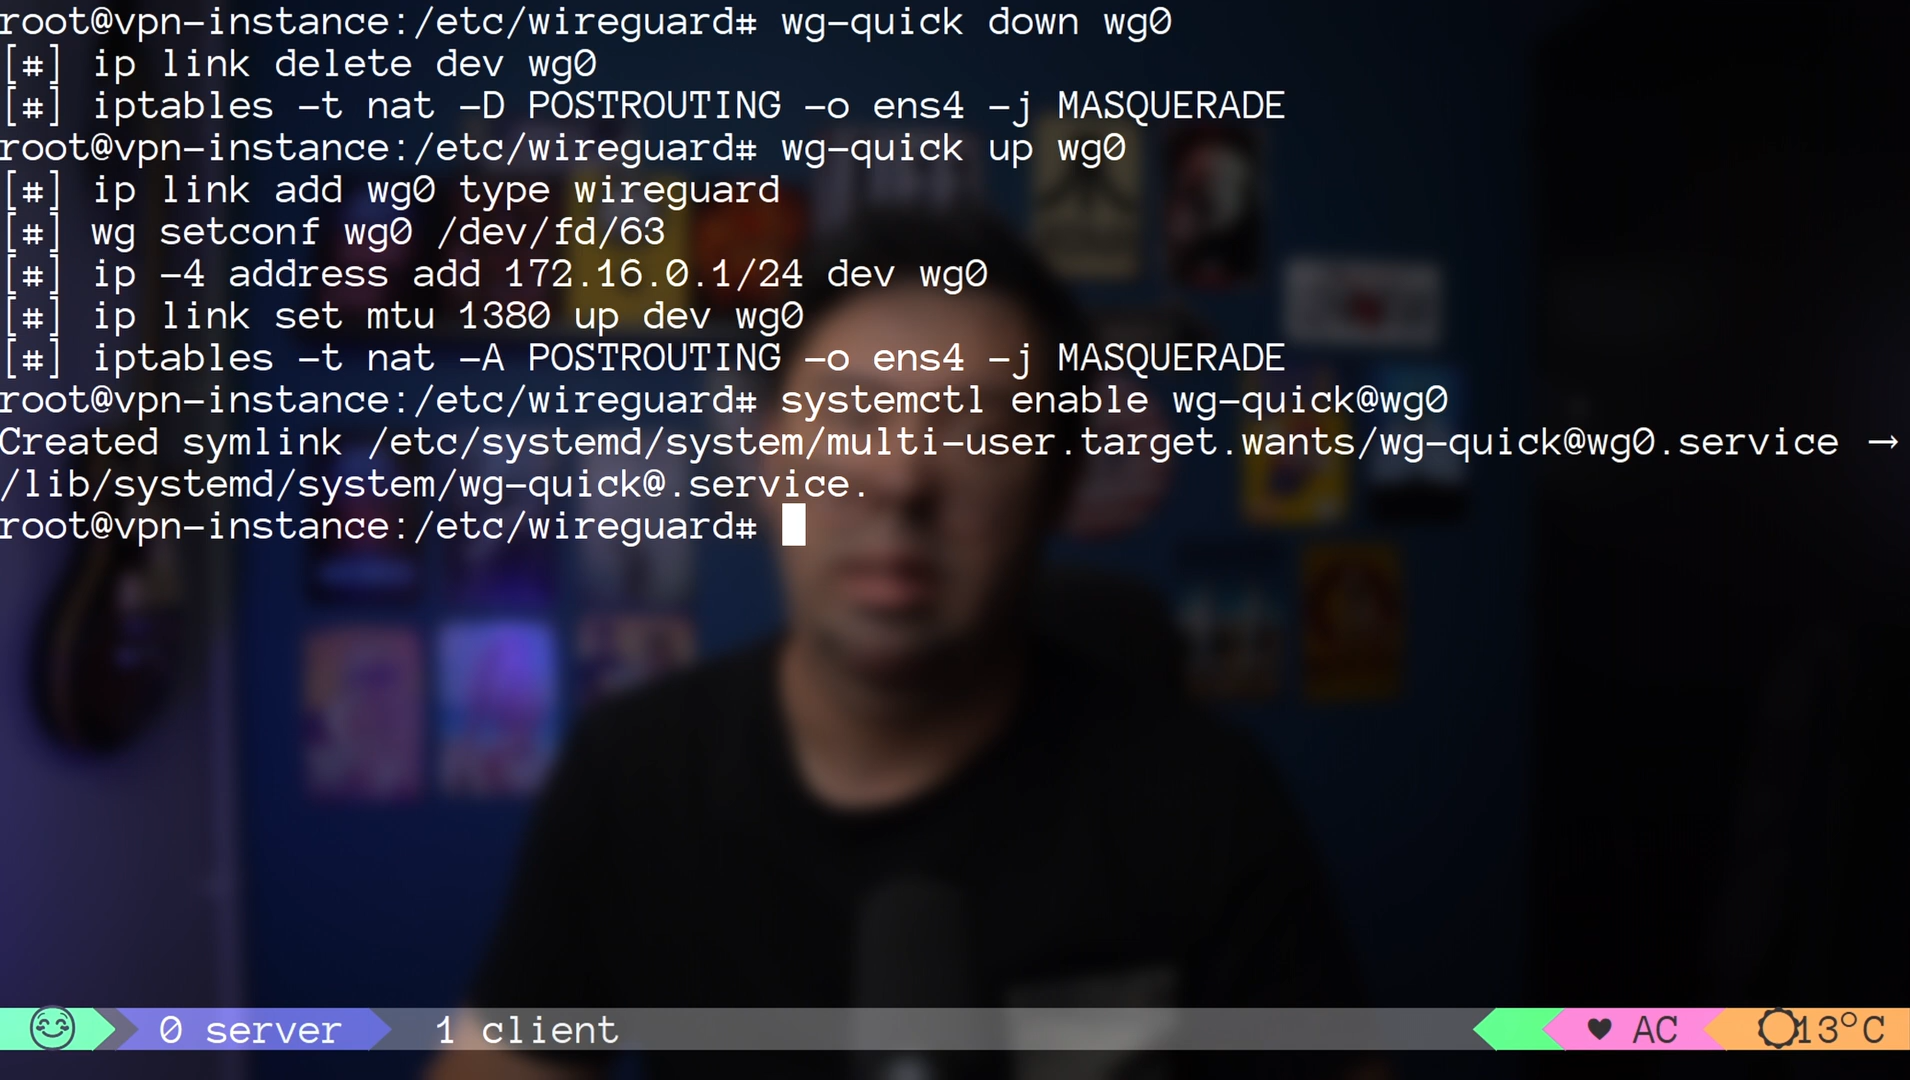 root@vpn-instance:/etc/wireguard# wg-quick down wg0
[#] ip link delete dev wg0
[#] iptables -t nat -D POSTROUTING -o ens4 -j MASQUERADE
root@vpn-instance:/etc/wireguard# wg-quick up wg0
[#] ip link add wg0 type wireguard
[#] wg setconf wg0 /dev/fd/63
[#] ip -4 address add 172.16.0.1/24 dev wg0
[#] ip link set mtu 1380 up dev wg0
[#] iptables -t nat -A POSTROUTING -o ens4 -j MASQUERADE
root@vpn-instance:/etc/wireguard# systemctl enable wg-quick@wg0
Created symlink /etc/systemd/system/multi-user.target.wants/wg-quick@wg0.service →
/lib/systemd/system/wg-quick@.service.
root@vpn-instance:/etc/wireguard#
0 server 1 client ♥ AC 13°C